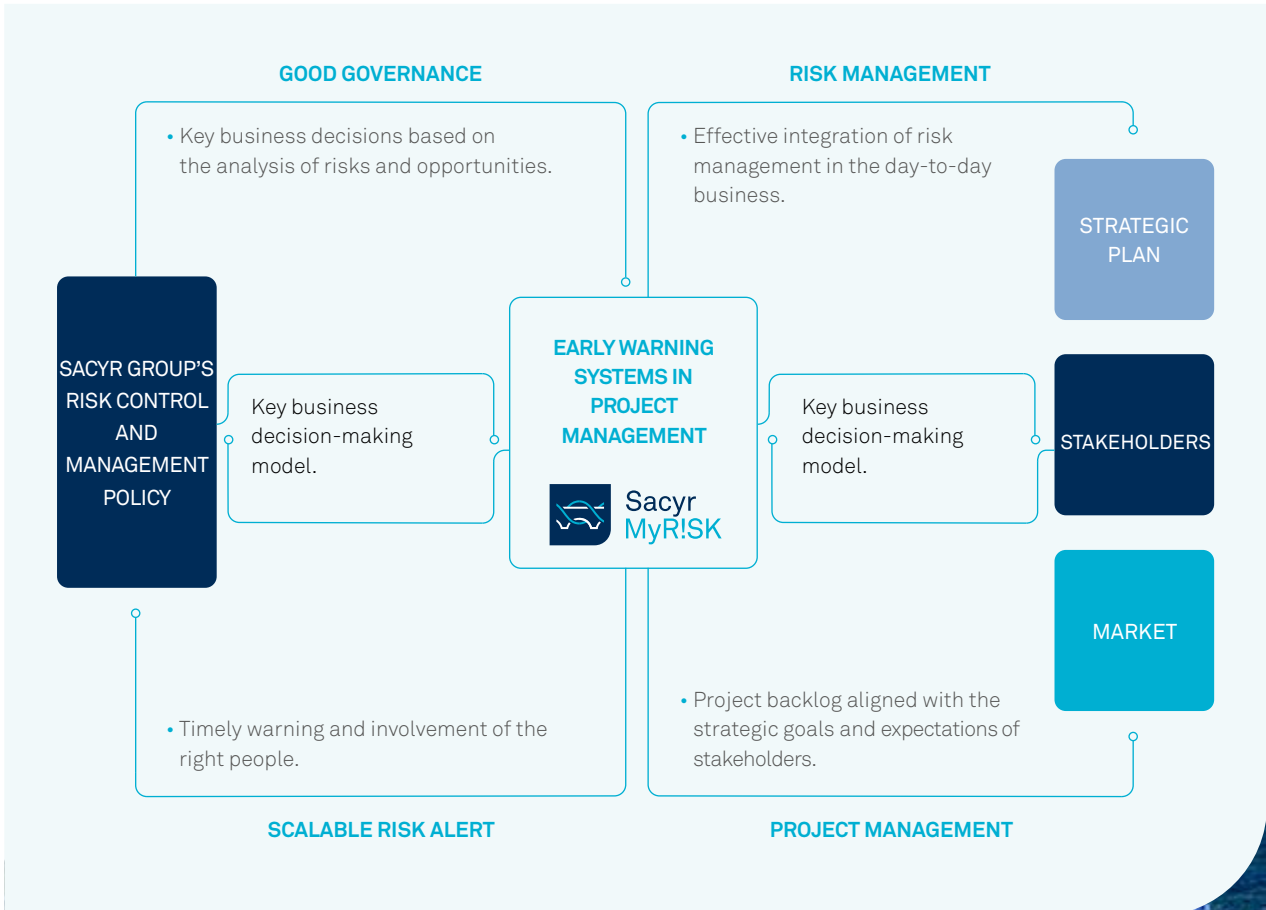 GOOD GOVERNANCE
• Key business decisions based on
the analysis of risks and opportunities.
RISK MANAGEMENT
• Effective integration of risk
management in the day-to-day
business.
SACYR GROUP’S
RISK CONTROL
AND
MANAGEMENT
POLICY
Key business
decision-making
model.
EARLY WARNING
SYSTEMS IN
PROJECT
MANAGEMENT
Sacyr
MyR!SK
Key business
decision-making
model.
STRATEGIC
PLAN
STAKEHOLDERS
MARKET
• Timely warning and involvement of the
right people.
SCALABLE RISK ALERT
• Project backlog aligned with the
strategic goals and expectations of
stakeholders.
PROJECT MANAGEMENT